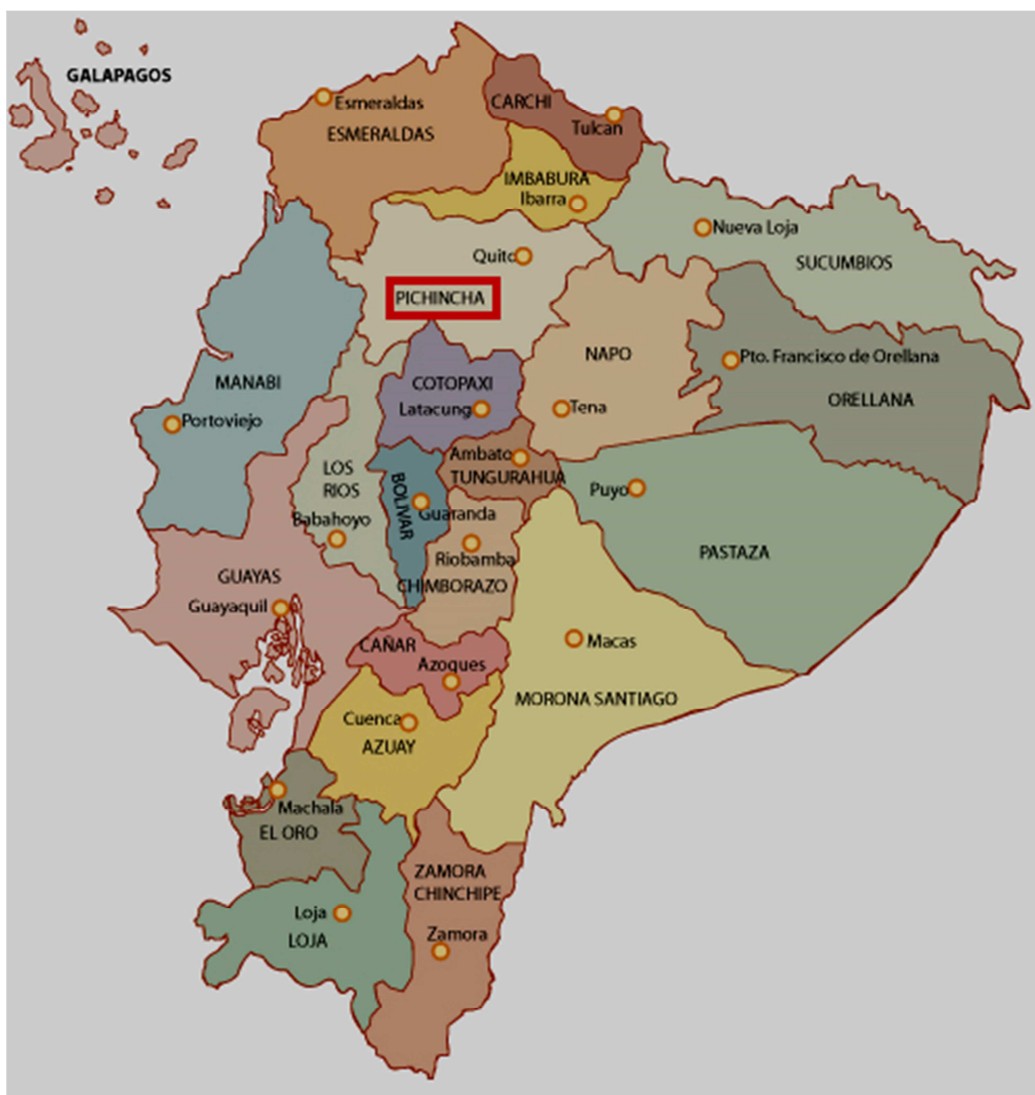 GALAPAGOS
Esmeraldas
ESMERALDAS
CARCHI
Tulcan
IMBABURA
Ibarra
Nueva Loja
SUCUMBIOS
Quito
PICHINCHA
NAPO
Tena
Pto. Francisco de Orellana
ORELLANA
MANABI
Portoviejo
COTOPAXI
Latacung
Ambato
TUNGURAHUA
LOS
RIOS
Babahoyo
BOLIVAR
Guaranda
Riobamba
CHIMBORAZO
Puyo
PASTAZA
GUAYAS
Guayaquil
CAÑAR
Azoques
Macas
MORONA SANTIAGO
Cuenca
AZUAY
Machala
EL ORO
Loja
LOJA
ZAMORA
CHINCHIPE
Zamora